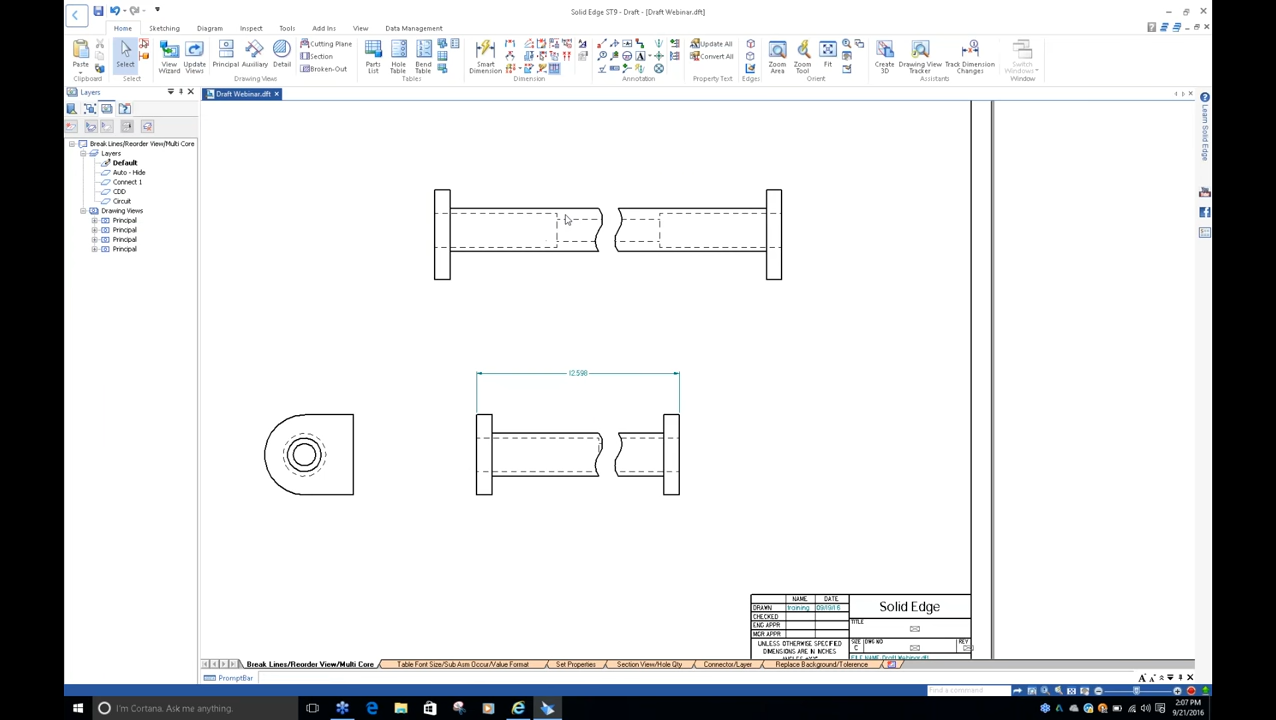 Solid Edge ST9 - Draft - [Draft Webinar.dft]
Home Sketching Diagram Inspect Tools Add Ins View Data Management
Paste
Clipboard
Select
Select
View Wizard
Update Views
Principal
Auxiliary
Detail
Cutting Plane
Section
Broken-Out
Drawing Views
Parts List
Hole Table
Bend Table
Tables
Smart Dimension
Dimension
Annotation
Update All
Convert All
Property Text
Edges
Zoom Area
Zoom Tool
Fit
Orient
Create 3D
Drawing View Tracker
Track Dimension Changes
Assistants
Switch Windows
Window
Layers
Draft Webinar.dft
Learn Solid Edge
Break Lines/Reorder View/Multi Core
Layers
Default
Auto - Hide
Connect 1
CDD
Circuit
Drawing Views
Principal
Principal
Principal
Principal
12.598
NAME DATE
DRAWN training 09/19/16
CHECKED
ENG APPR
MGR APPR
UNLESS OTHERWISE SPECIFIED
DIMENSIONS ARE IN INCHES
Solid Edge
TITLE
SIZE
C
DWG NO
REV
FILE NAME: Draft Webinar.dft
Break Lines/Reorder View/Multi Core
Table Font Size/Sub Asm Occur/Value Format
Set Properties
Section View/Hole Qty
Connector/Layer
Replace Background/Tolerence
PromptBar
Find a command
I'm Cortana. Ask me anything.
2:07 PM
9/21/2016